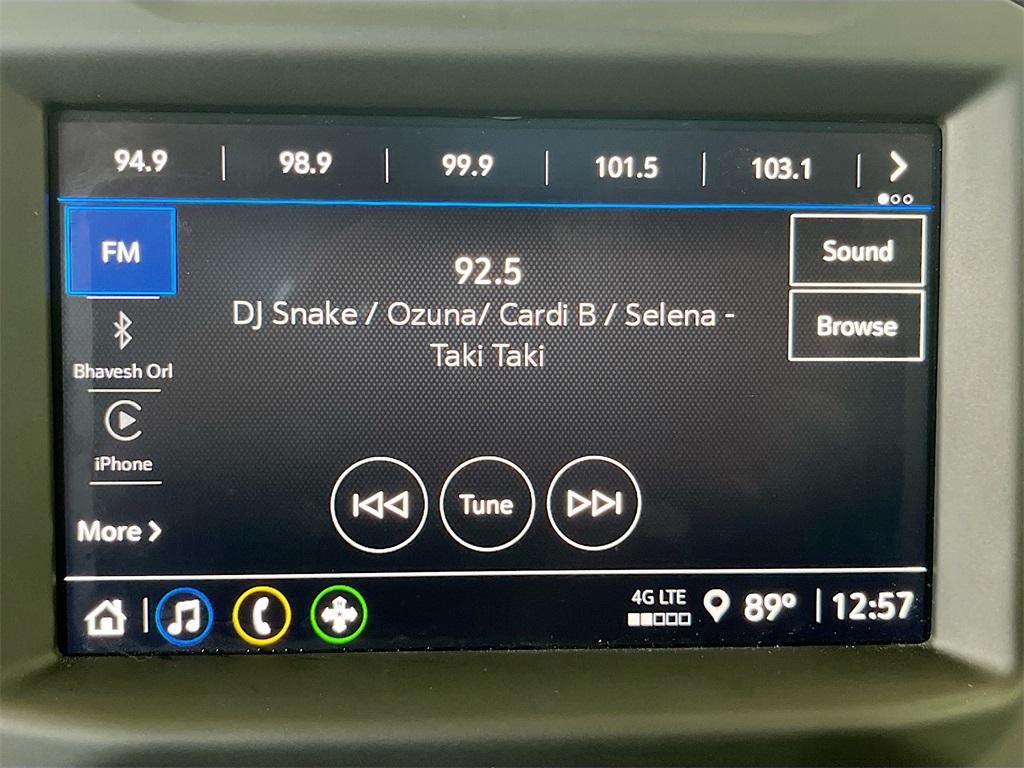 94.9 | 98.9 | 99.9 | 101.5 | 103.1 |
FM
92.5
Sound
DJ Snake / Ozuna/ Cardi B / Selena -
Taki Taki
Browse
Bhavesh Orl
iPhone
Tune
More
4G LTE
89° | 12:57